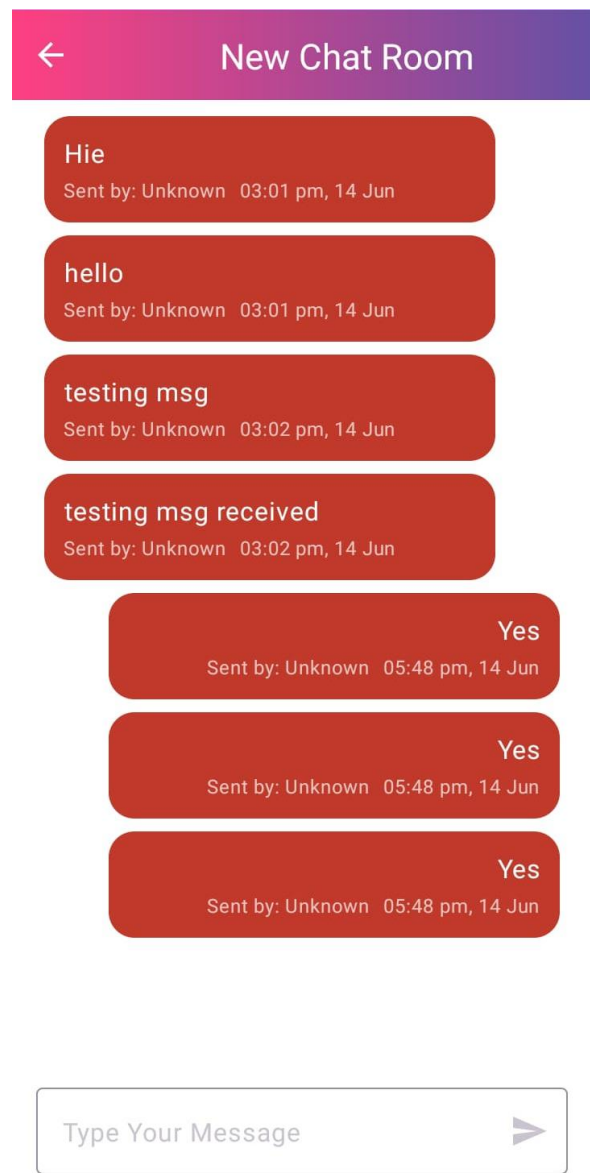 New Chat Room
Hie
Sent by: Unknown 03:01 pm, 14 Jun
hello
Sent by: Unknown 03:01 pm, 14 Jun
testing msg
Sent by: Unknown 03:02 pm, 14 Jun
testing msg received
Sent by: Unknown 03:02 pm, 14 Jun
Yes
Sent by: Unknown 05:48 pm, 14 Jun
Yes
Sent by: Unknown 05:48 pm, 14 Jun
Yes
Sent by: Unknown 05:48 pm, 14 Jun
Type Your Message